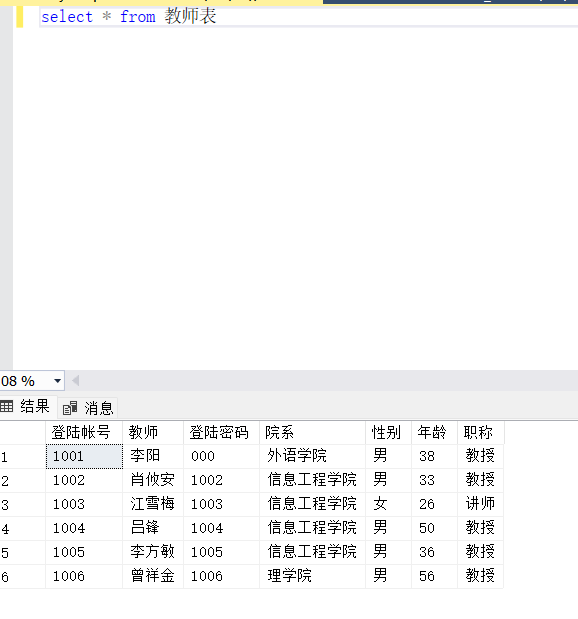 select * from 教师表
08 %
结果 消息
登陆帐号 教师 登陆密码 院系 性别 年龄 职称
1 1001 李阳 000 外语学院 男 38 教授
2 1002 肖攸安 1002 信息工程学院 男 33 教授
3 1003 江雪梅 1003 信息工程学院 女 26 讲师
4 1004 吕锋 1004 信息工程学院 男 50 教授
5 1005 李方敏 1005 信息工程学院 男 36 教授
6 1006 曾祥金 1006 理学院 男 56 教授